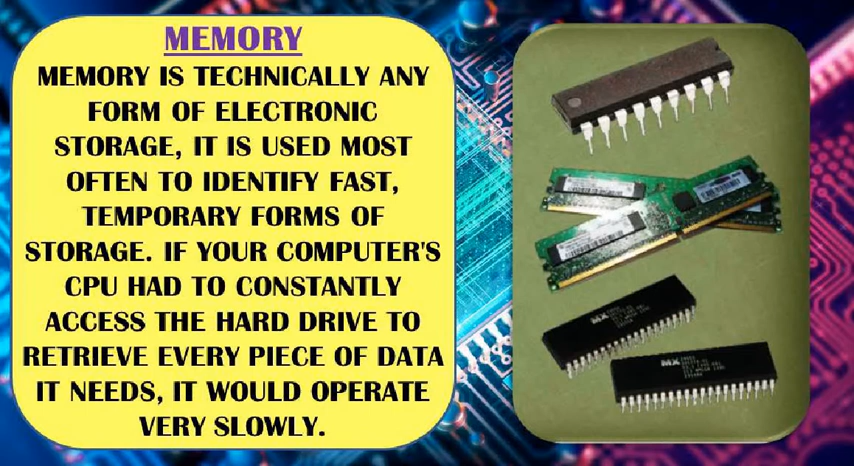 MEMORY
MEMORY IS TECHNICALLY ANY
FORM OF ELECTRONIC
STORAGE, IT IS USED MOST
OFTEN TO IDENTIFY FAST,
TEMPORARY FORMS OF
STORAGE. IF YOUR COMPUTER'S
CPU HAD TO CONSTANTLY
ACCESS THE HARD DRIVE TO
RETRIEVE EVERY PIECE OF DATA
IT NEEDS, IT WOULD OPERATE
VERY SLOWLY.
MX
MX